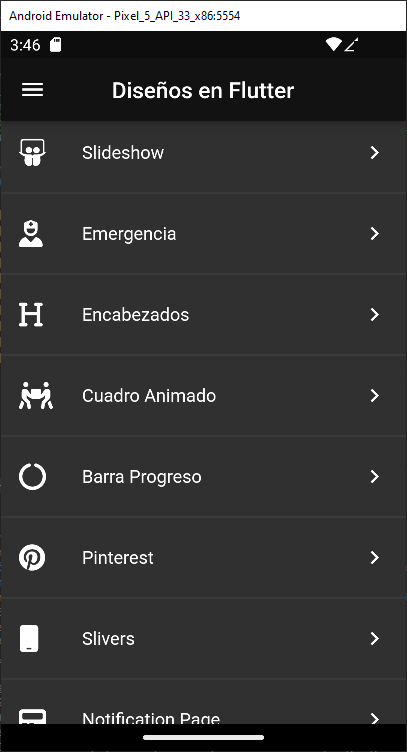 Android Emulator - Pixel_5_API_33_x86:5554
3:46
Diseños en Flutter
Slideshow
Emergencia
Encabezados
Cuadro Animado
Barra Progreso
Pinterest
Slivers
Notification Page